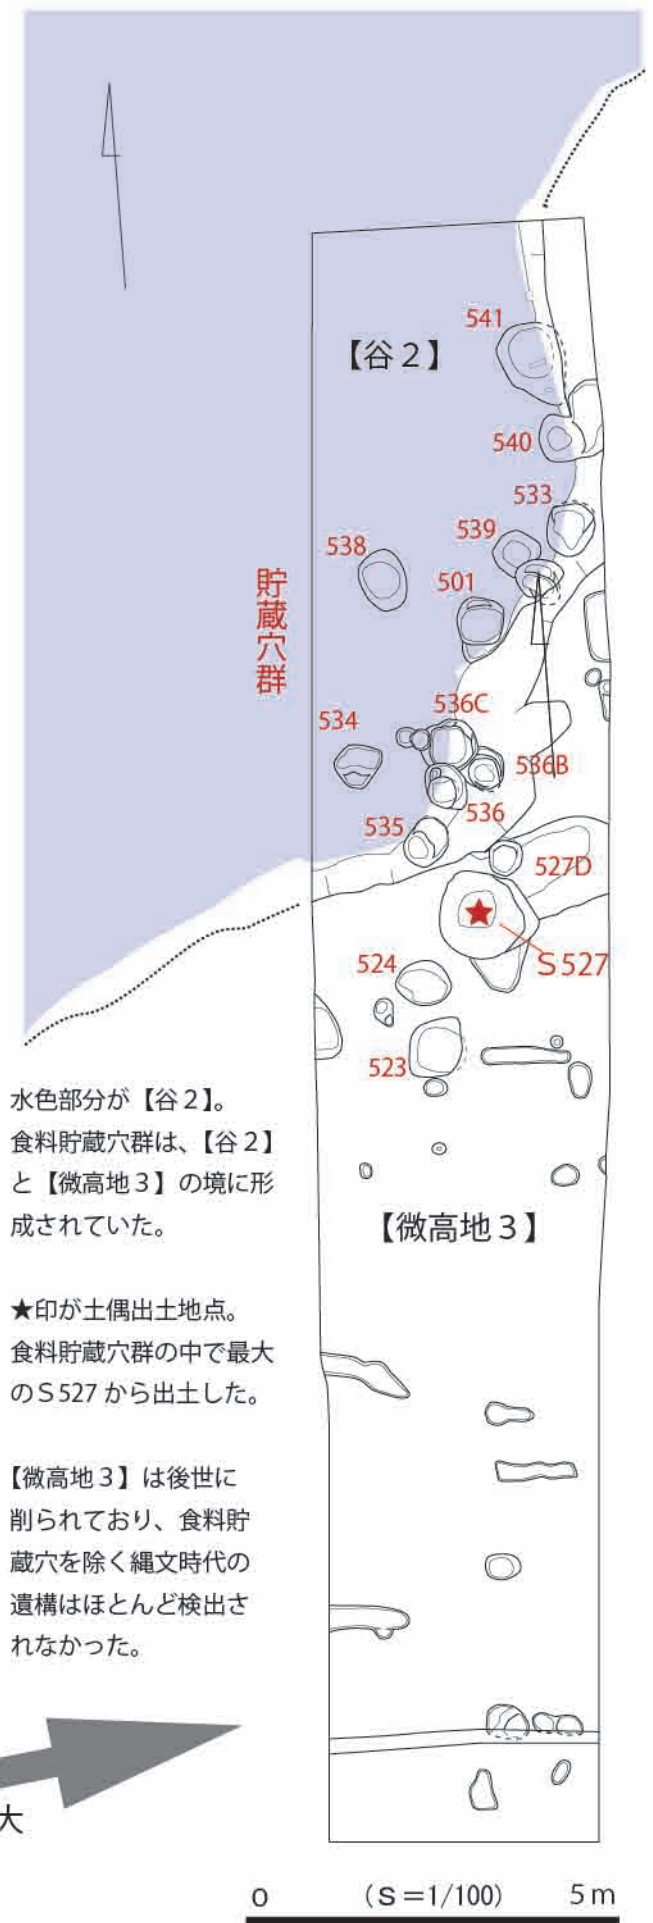 541
【谷2】
540
533
539
538
501
貯蔵穴群
536C
534
536B
536
535
527D
★
S527
524
523
水色部分が【谷2】。
食料貯蔵穴群は、【谷2】
と【微高地3】の境に形
成されていた。
【微高地3】
★印が土偶出土地点。
食料貯蔵穴群の中で最大
のS527から出土した。
【微高地3】は後世に
削られており、食料貯
蔵穴を除く縄文時代の
遺構はほとんど検出さ
れなかった。
大
0 (S=1/100) 5m